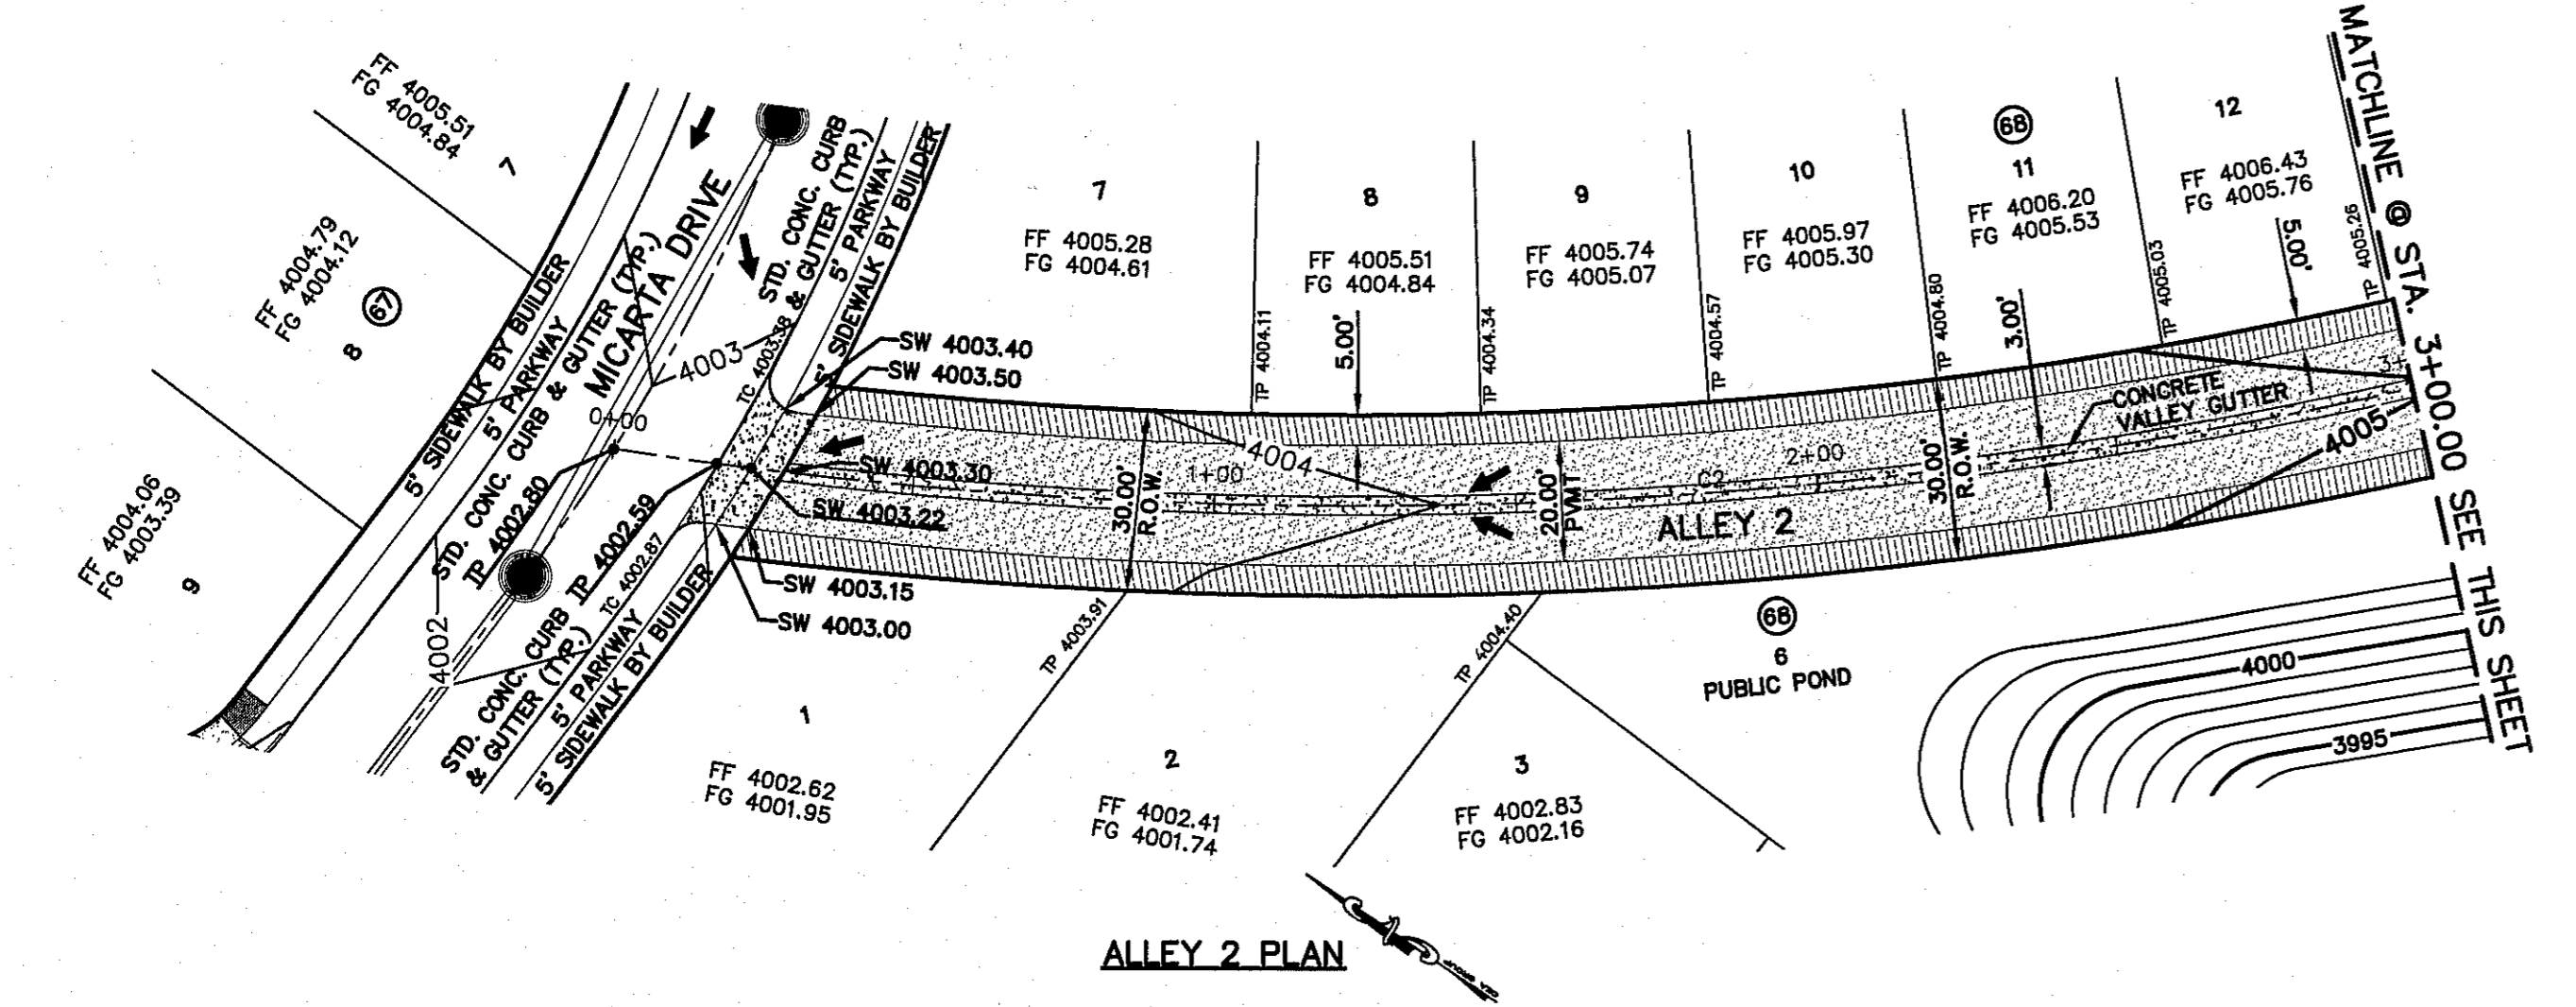 FF 4005.51
FG 4004.84
7
FF 4004.79
FG 4004.12
8
67
FF 4004.06
FG 4003.39
9
5' SIDEWALK BY BUILDER
5' PARKWAY
STD. CONC. CURB & GUTTER (TYP.)
MICARTA DRIVE
STD. CONC. CURB
& GUTTER (TYP.)
5' PARKWAY
5' SIDEWALK BY BUILDER
4003
TC 4003.38
0+00
TP 4002.80
TP 4002.59
TC 4002.87
4002
STD. CONC. CURB
& GUTTER (TYP.)
5' PARKWAY
5' SIDEWALK BY BUILDER
SW 4003.40
SW 4003.50
SW 4003.30
SW 4003.22
SW 4003.15
SW 4003.00
7
FF 4005.28
FG 4004.61
8
FF 4005.51
FG 4004.84
9
FF 4005.74
FG 4005.07
10
FF 4005.97
FG 4005.30
68
11
FF 4006.20
FG 4005.53
12
FF 4006.43
FG 4005.76
TP 4004.11
5.00'
TP 4004.34
TP 4004.57
TP 4004.80
3.00'
TP 4005.03
5.00'
TP 4005.26
MATCHLINE @ STA. 3+00.00 SEE THIS SHEET
30.00'
R.O.W.
1+00
4004
20.00'
PVMT
C2
2+00
ALLEY 2
30.00'
R.O.W.
CONCRETE
VALLEY GUTTER
3+
4005
TP 4003.91
TP 4004.40
68
6
PUBLIC POND
4000
3995
1
FF 4002.62
FG 4001.95
2
FF 4002.41
FG 4001.74
3
FF 4002.83
FG 4002.16
ALLEY 2 PLAN